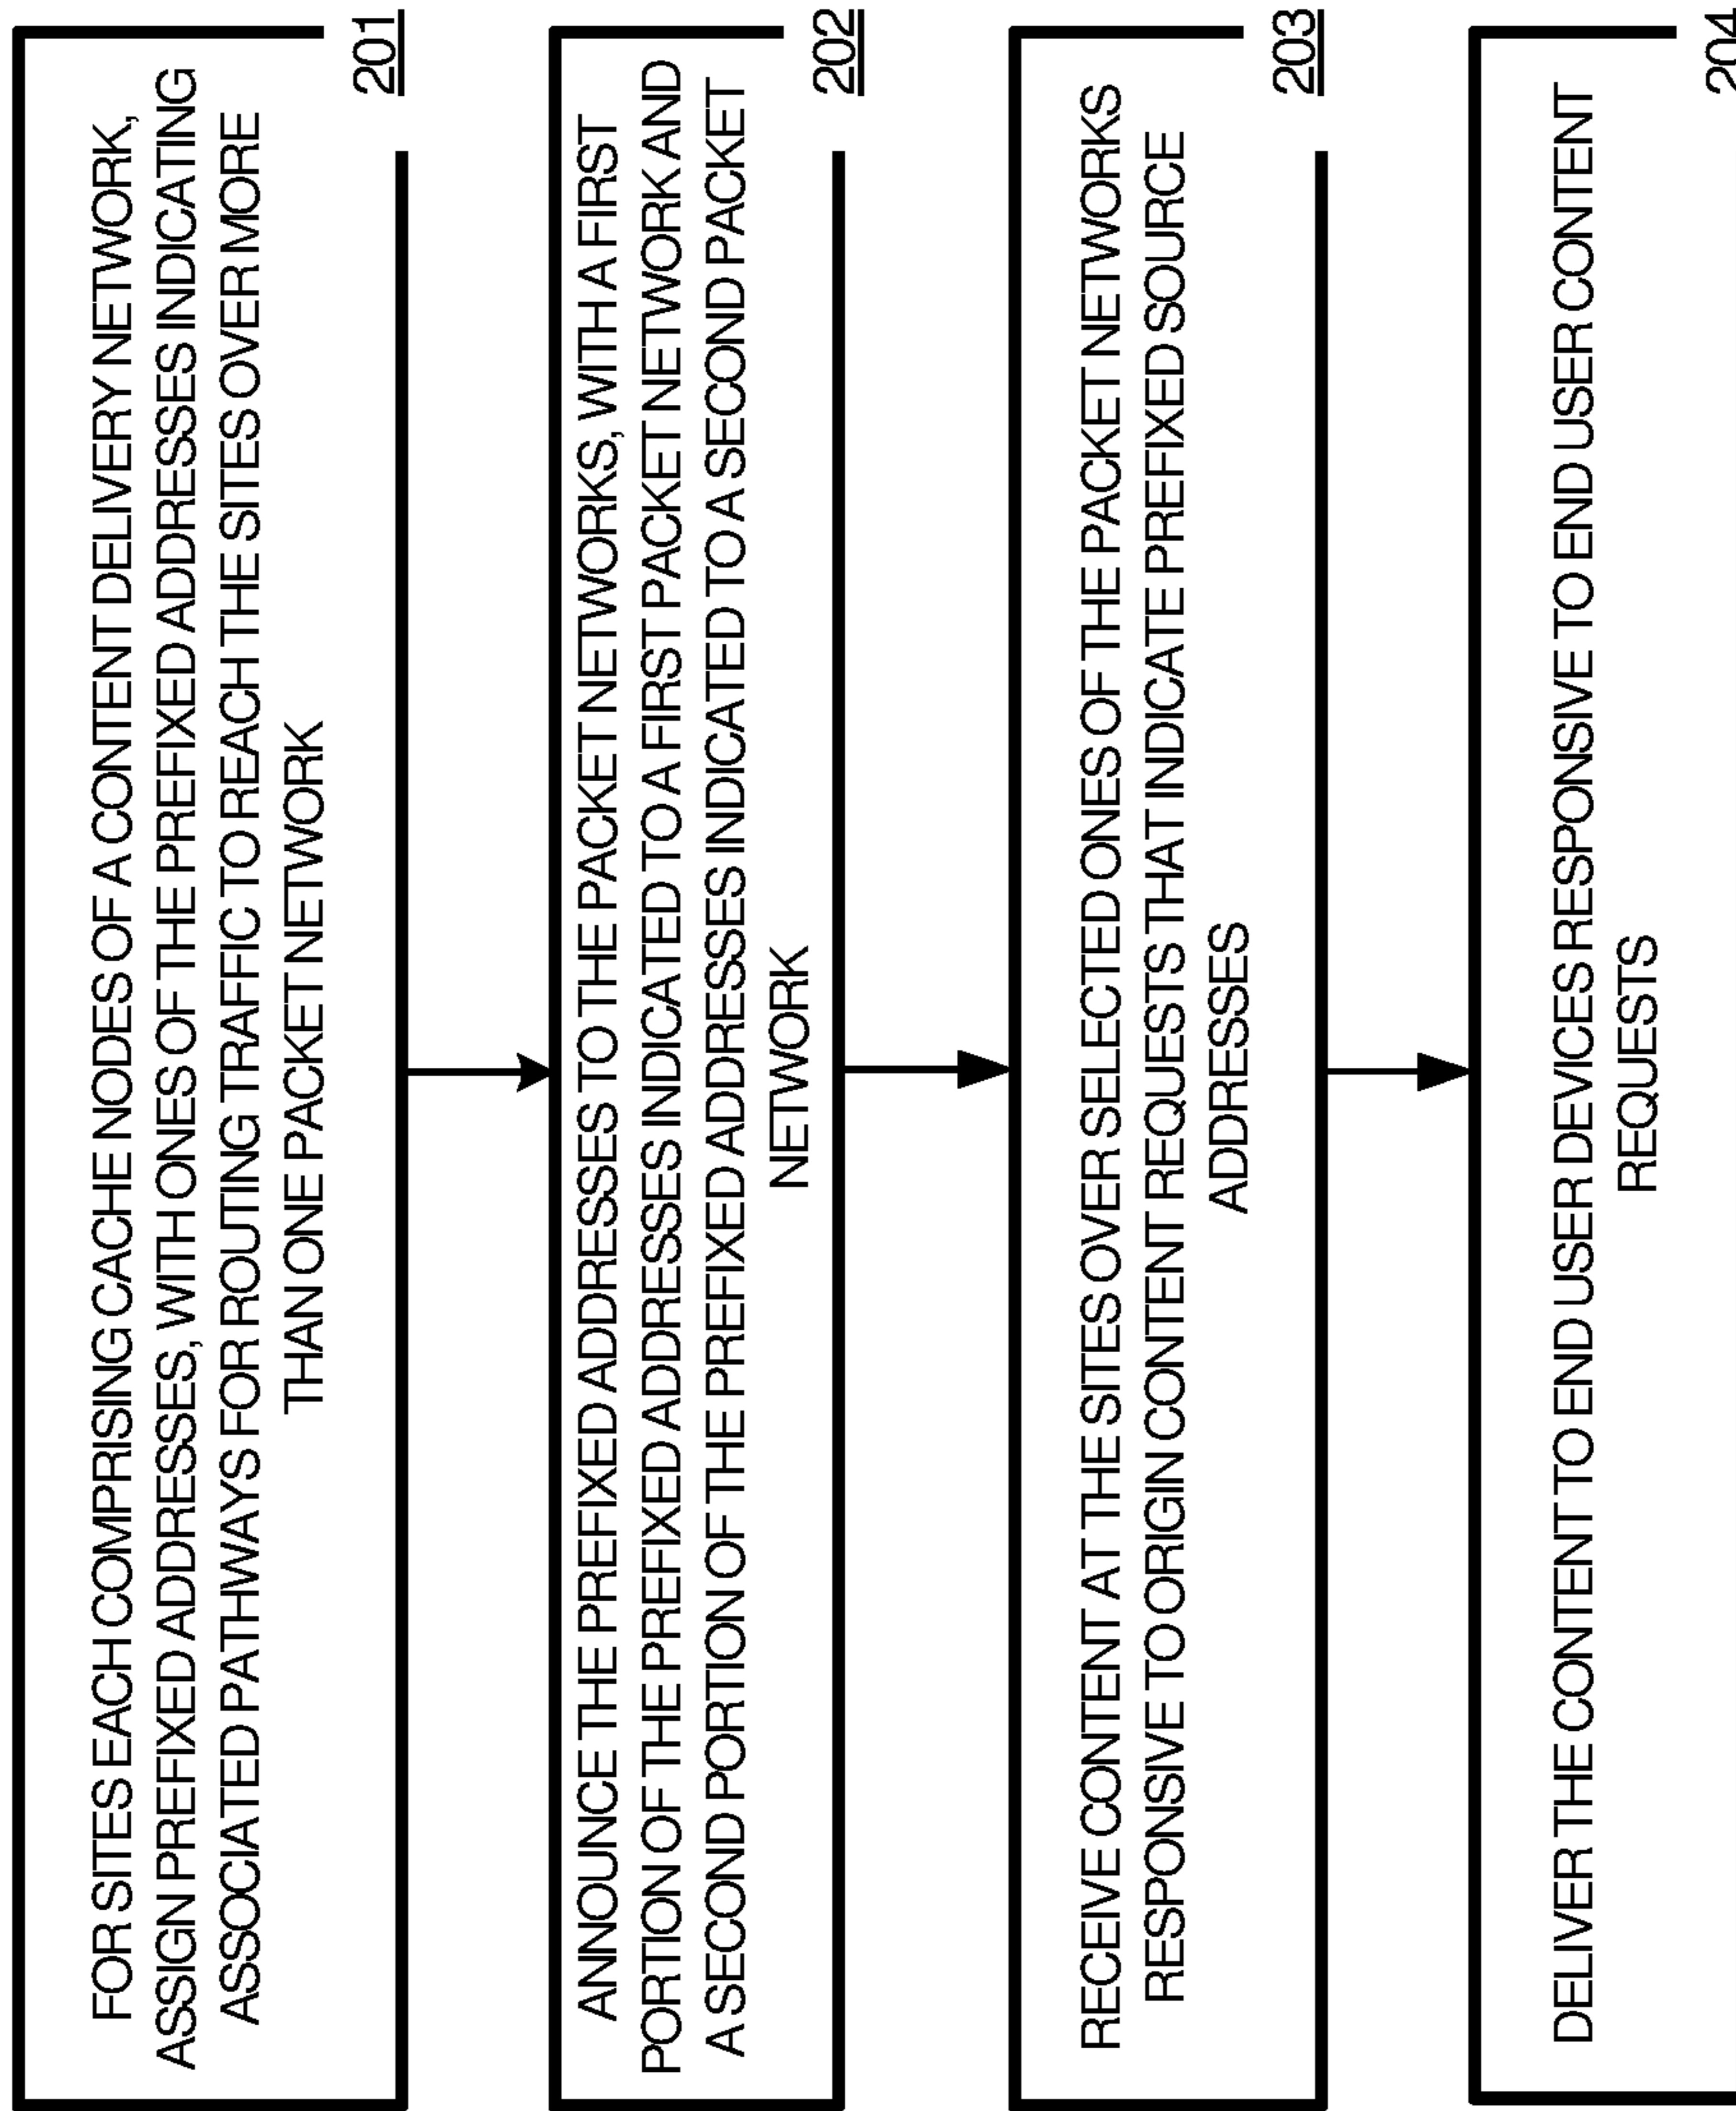 FOR SITES EACH COMPRISING CACHE NODES OF A CONTENT DELIVERY NETWORK,
ASSIGN PREFIXED ADDRESSES, WITH ONES OF THE PREFIXED ADDRESSES INDICATING
ASSOCIATED PATHWAYS FOR ROUTING TRAFFIC TO REACH THE SITES OVER MORE
THAN ONE PACKET NETWORK
201
ANNOUNCE THE PREFIXED ADDRESSES TO THE PACKET NETWORKS, WITH A FIRST
PORTION OF THE PREFIXED ADDRESSES INDICATED TO A FIRST PACKET NETWORK AND
A SECOND PORTION OF THE PREFIXED ADDRESSES INDICATED TO A SECOND PACKET
NETWORK
202
RECEIVE CONTENT AT THE SITES OVER SELECTED ONES OF THE PACKET NETWORKS
RESPONSIVE TO ORIGIN CONTENT REQUESTS THAT INDICATE PREFIXED SOURCE
ADDRESSES
203
DELIVER THE CONTENT TO END USER DEVICES RESPONSIVE TO END USER CONTENT
REQUESTS
204